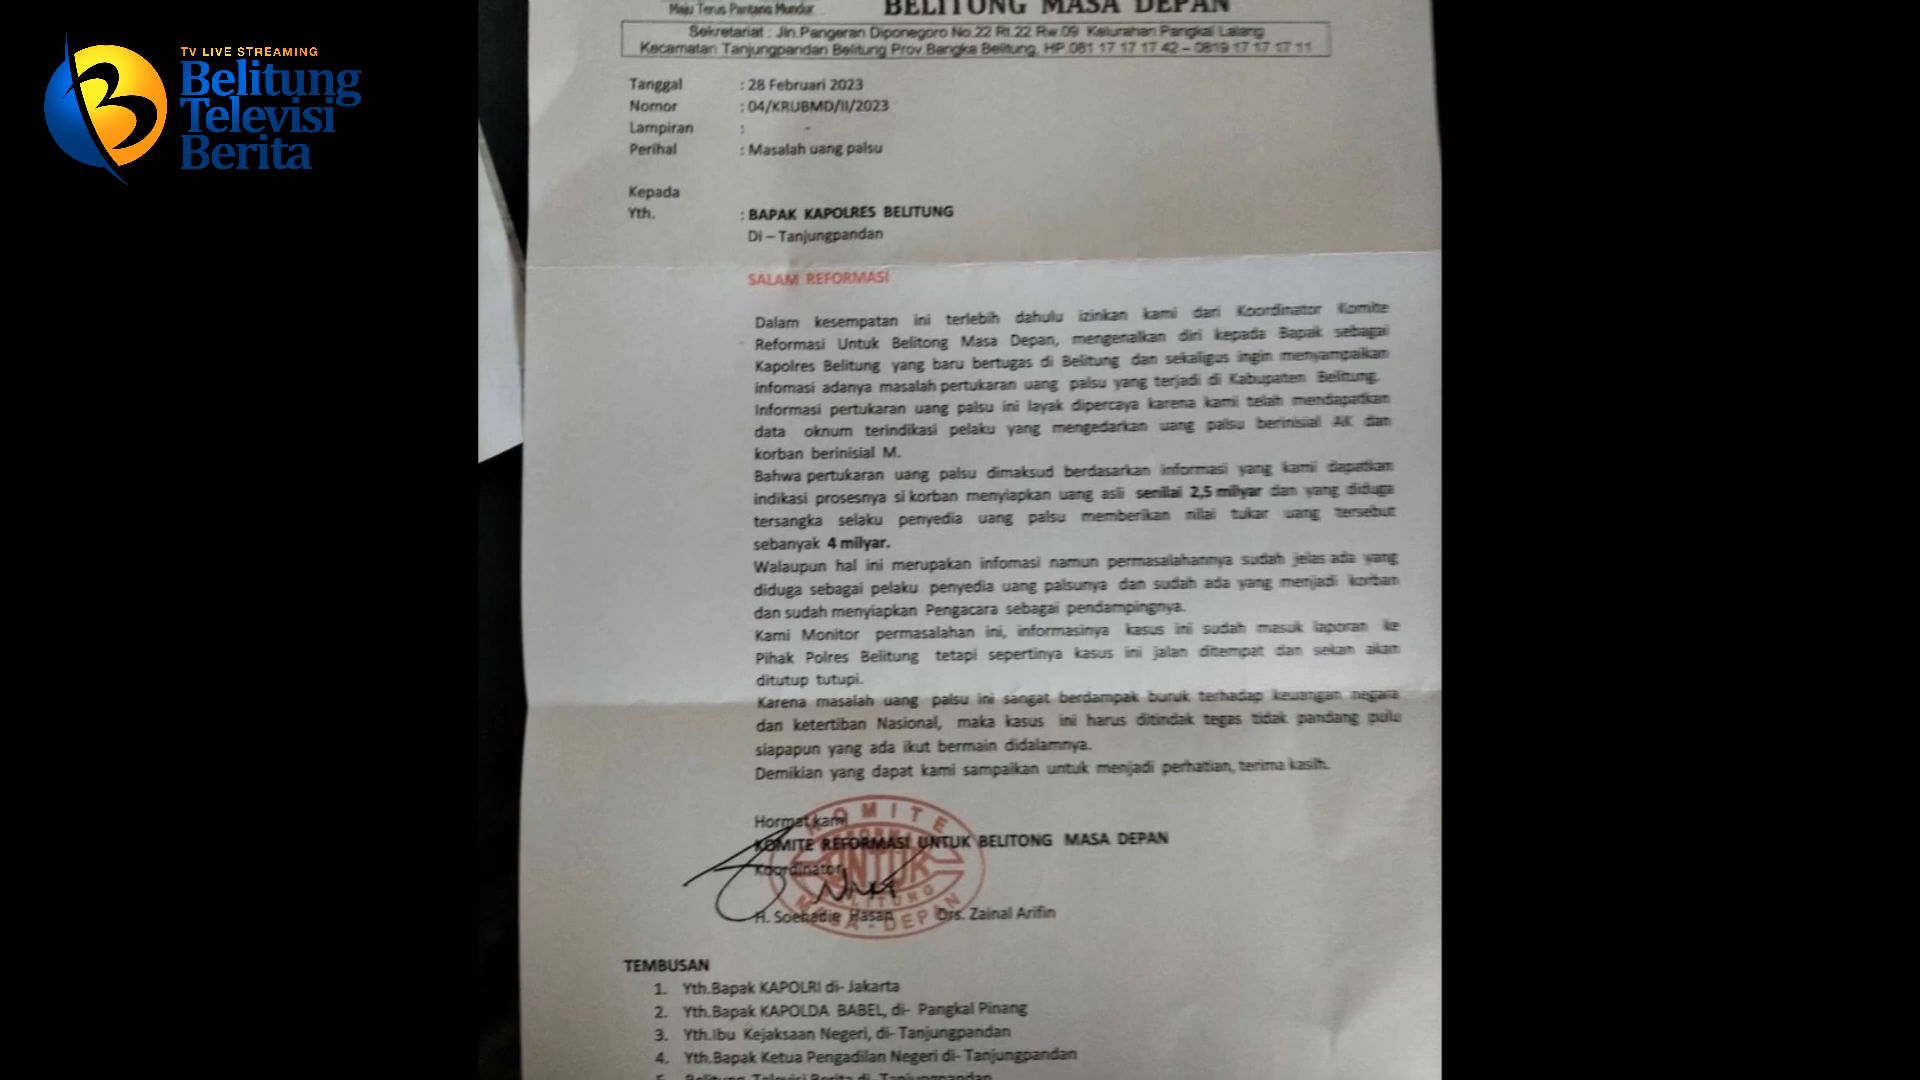 TV LIVE STREAMING
Belitung
Televisi
Berita
Maju Terus Pantang Mundur
BELITONG MASA DEPAN
Sekretariat : Jln.Pangeran Diponegoro No.22 Rt.22 Rw.09 Kelurahan Pangkal Lalang
Kecamatan Tanjungpandan Belitung Prov.Bangka Belitung, HP.081 17 17 17 42 – 0819 17 17 17 11
Tanggal : 28 Februari 2023
Nomor : 04/KRUBMD/II/2023
Lampiran : -
Perihal : Masalah uang palsu
Kepada
Yth. : BAPAK KAPOLRES BELITUNG
Di – Tanjungpandan
SALAM REFORMASI
Dalam kesempatan ini terlebih dahulu izinkan kami dari Koordinator Komite
Reformasi Untuk Belitong Masa Depan, mengenalkan diri kepada Bapak sebagai
Kapolres Belitung yang baru bertugas di Belitung dan sekaligus ingin menyampaikan
infomasi adanya masalah pertukaran uang palsu yang terjadi di Kabupaten Belitung.
Informasi pertukaran uang palsu ini layak dipercaya karena kami telah mendapatkan
data oknum terindikasi pelaku yang mengedarkan uang palsu berinisial AK dan
korban berinisial M.
Bahwa pertukaran uang palsu dimaksud berdasarkan informasi yang kami dapatkan
indikasi prosesnya si korban menyiapkan uang asli senilai 2,5 milyar dan yang diduga
tersangka selaku penyedia uang palsu memberikan nilai tukar uang tersebut
sebanyak 4 milyar.
Walaupun hal ini merupakan infomasi namun permasalahannya sudah jelas ada yang
diduga sebagai pelaku penyedia uang palsunya dan sudah ada yang menjadi korban
dan sudah menyiapkan Pengacara sebagai pendampingnya.
Kami Monitor permasalahan ini, informasinya kasus ini sudah masuk laporan ke
Pihak Polres Belitung tetapi sepertinya kasus ini jalan ditempat dan sekan akan
ditutup tutupi.
Karena masalah uang palsu ini sangat berdampak buruk terhadap keuangan negara
dan ketertiban Nasional, maka kasus ini harus ditindak tegas tidak pandang pulu
siapapun yang ada ikut bermain didalamnya.
Demikian yang dapat kami sampaikan untuk menjadi perhatian, terima kasih.
Hormat kami
KOMITE REFORMASI UNTUK BELITONG MASA DEPAN
Koordinator
H. Soehadie Hasan Drs. Zainal Arifin
KOMITE
UNTUK
BELITUNG
MASA - DEPAN
TEMBUSAN
1. Yth.Bapak KAPOLRI di- Jakarta
2. Yth.Bapak KAPOLDA BABEL, di- Pangkal Pinang
3. Yth.Ibu Kejaksaan Negeri, di- Tanjungpandan
4. Yth.Bapak Ketua Pengadilan Negeri di- Tanjungpandan
5. Belitung Televisi Berita di- Tanjungpandan